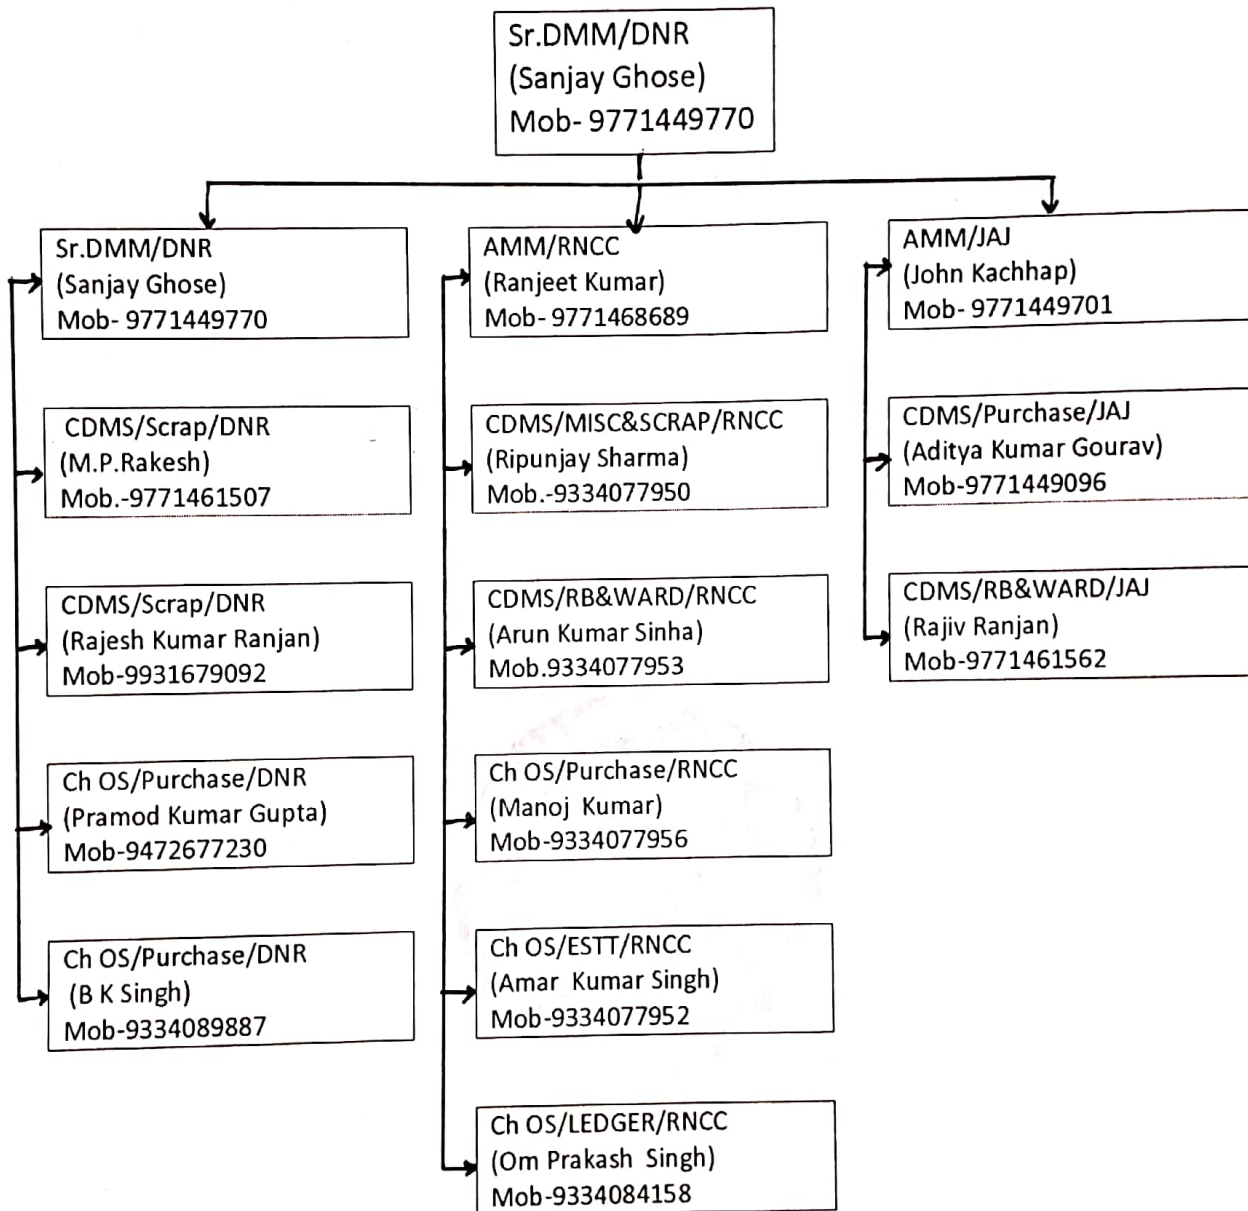 Sr.DMM/DNR
(Sanjay Ghose)
Mob- 9771449770
Sr.DMM/DNR
(Sanjay Ghose)
Mob- 9771449770
CDMS/Scrap/DNR
(M.P.Rakesh)
Mob.-9771461507
CDMS/Scrap/DNR
(Rajesh Kumar Ranjan)
Mob-9931679092
Ch OS/Purchase/DNR
(Pramod Kumar Gupta)
Mob-9472677230
Ch OS/Purchase/DNR
(B K Singh)
Mob-9334089887
AMM/RNCC
(Ranjeet Kumar)
Mob- 9771468689
CDMS/MISC&SCRAP/RNCC
(Ripunjay Sharma)
Mob.-9334077950
CDMS/RB&WARD/RNCC
(Arun Kumar Sinha)
Mob.9334077953
Ch OS/Purchase/RNCC
(Manoj Kumar)
Mob-9334077956
Ch OS/ESTT/RNCC
(Amar Kumar Singh)
Mob-9334077952
Ch OS/LEDGER/RNCC
(Om Prakash Singh)
Mob-9334084158
AMM/JAJ
(John Kachhap)
Mob- 9771449701
CDMS/Purchase/JAJ
(Aditya Kumar Gourav)
Mob-9771449096
CDMS/RB&WARD/JAJ
(Rajiv Ranjan)
Mob-9771461562